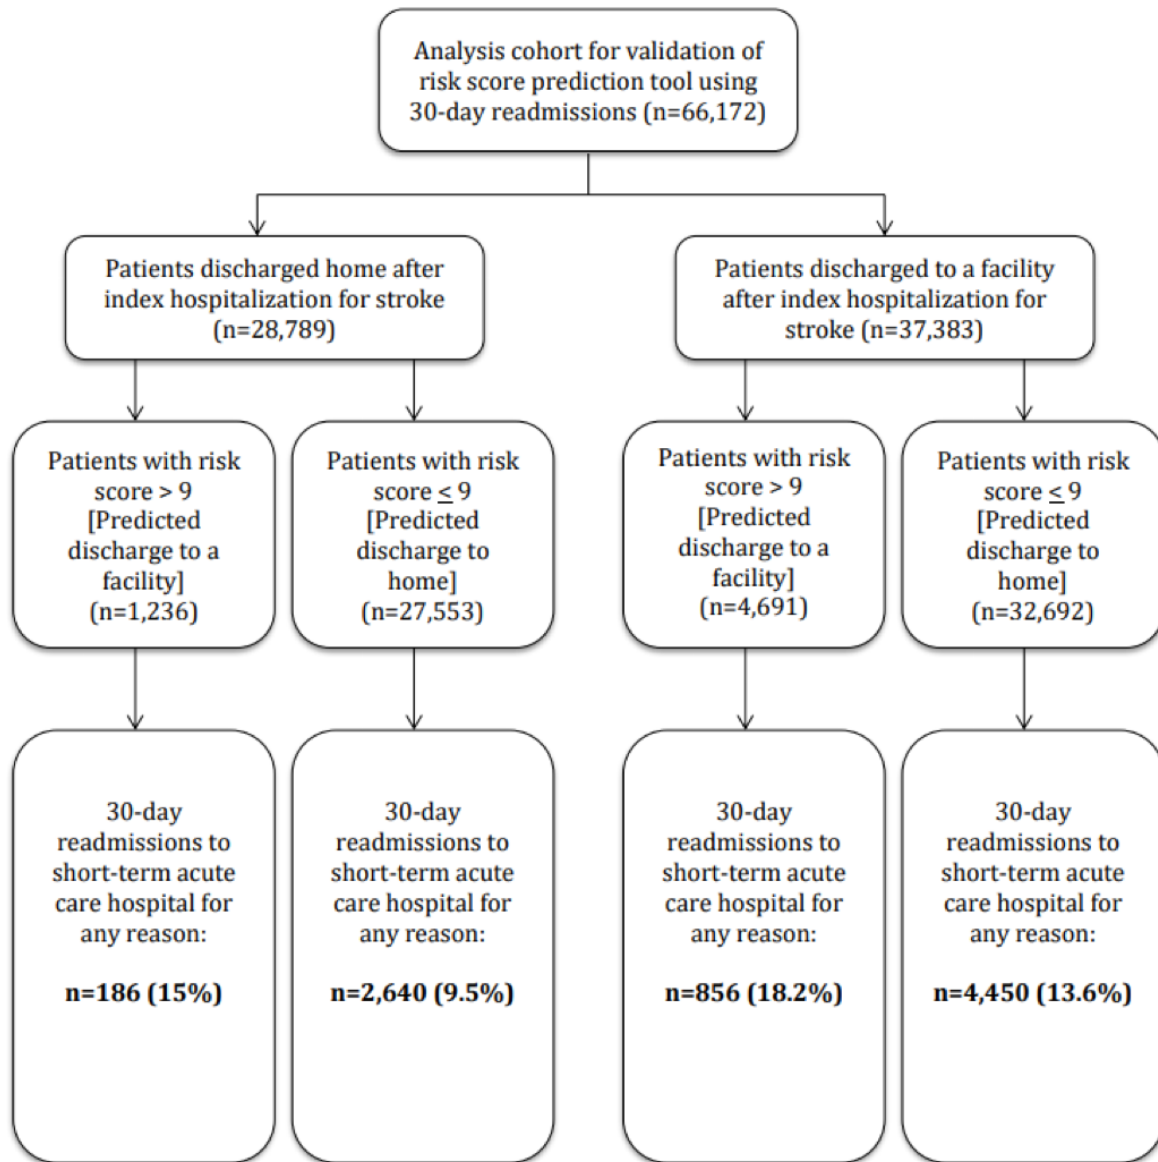 Analysis cohort for validation of
risk score prediction tool using
30-day readmissions (n=66,172)
Patients discharged home after
index hospitalization for stroke
(n=28,789)
Patients discharged to a facility
after index hospitalization for
stroke (n=37,383)
Patients with risk
score > 9
[Predicted
discharge to a
facility]
(n=1,236)
Patients with risk
score ≤ 9
[Predicted
discharge to
home]
(n=27,553)
Patients with risk
score > 9
[Predicted
discharge to a
facility]
(n=4,691)
Patients with risk
score ≤ 9
[Predicted
discharge to
home]
(n=32,692)
30-day
readmissions to
short-term acute
care hospital for
any reason:
n=186 (15%)
30-day
readmissions to
short-term acute
care hospital for
any reason:
n=2,640 (9.5%)
30-day
readmissions to
short-term acute
care hospital for
any reason:
n=856 (18.2%)
30-day
readmissions to
short-term acute
care hospital for
any reason:
n=4,450 (13.6%)